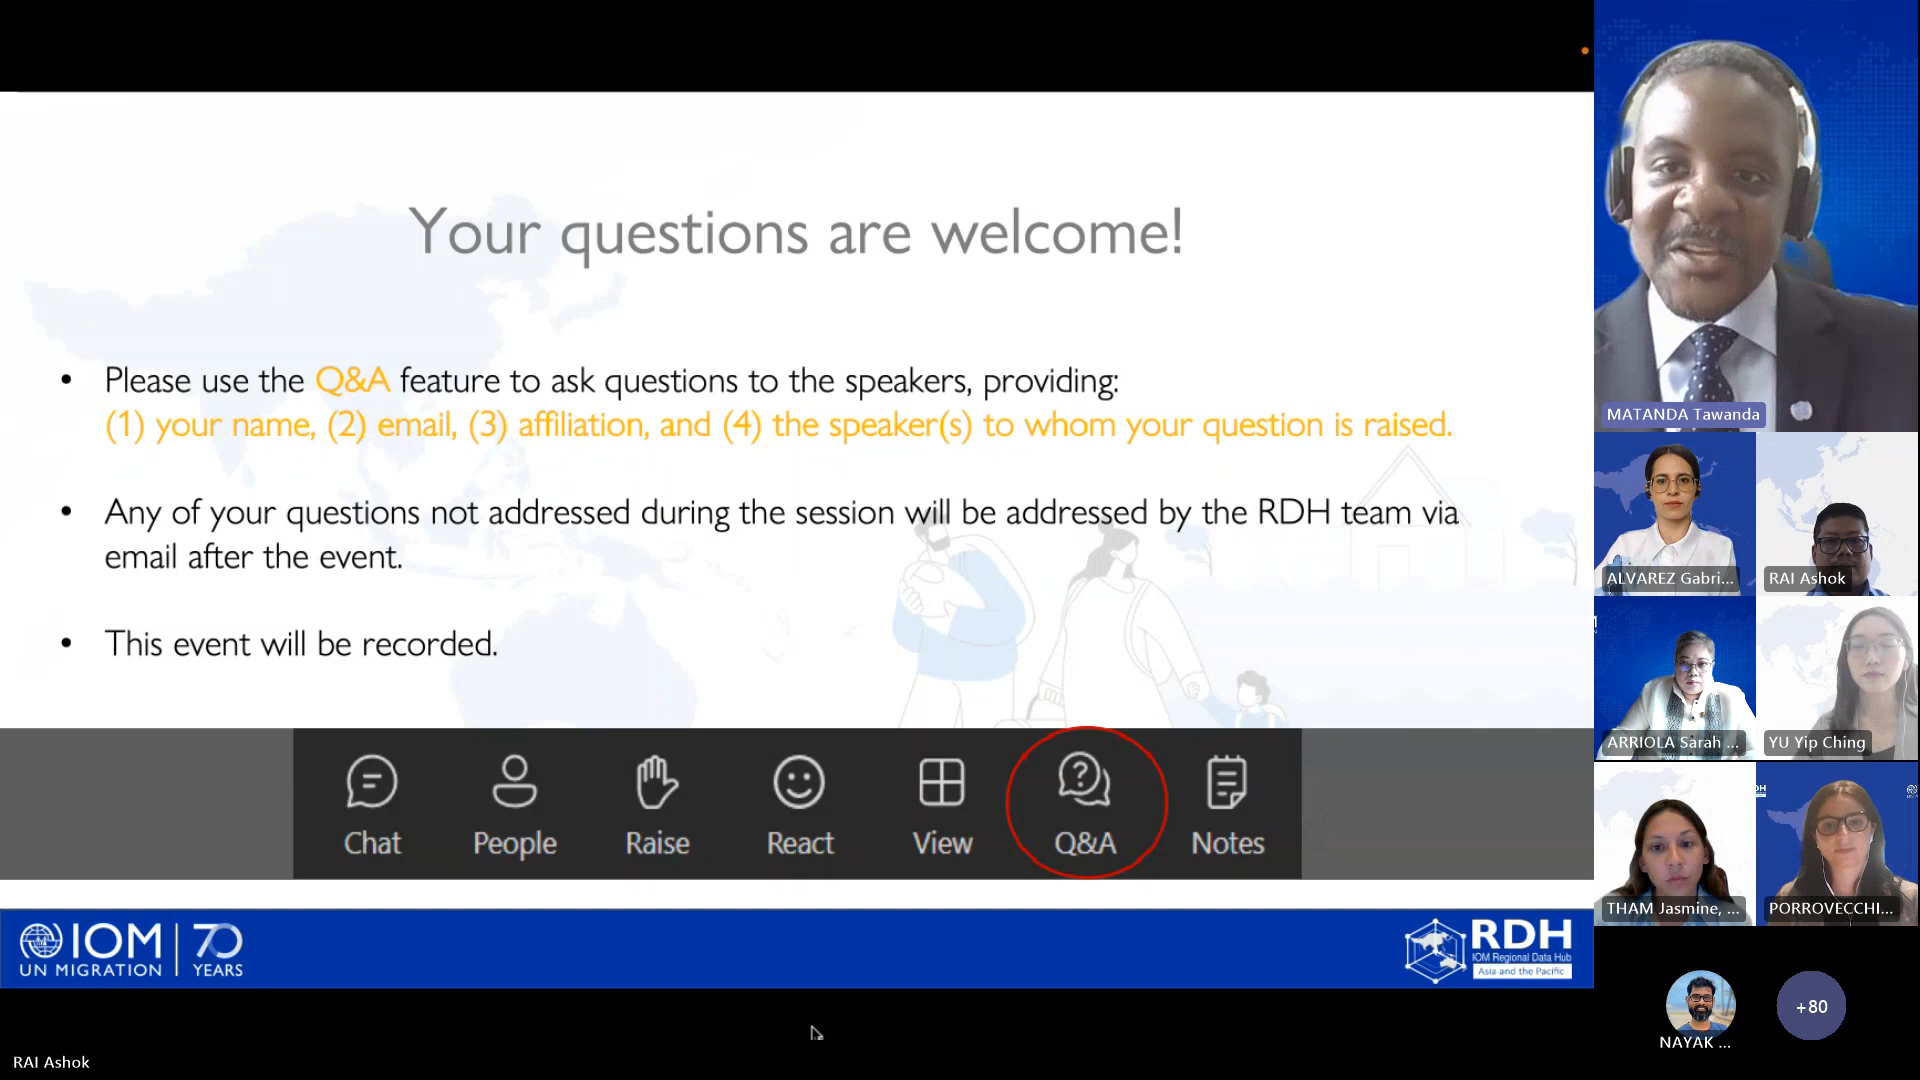 Your questions are welcome!
• Please use the Q&A feature to ask questions to the speakers, providing:
(1) your name, (2) email, (3) affiliation, and (4) the speaker(s) to whom your question is raised.
• Any of your questions not addressed during the session will be addressed by the RDH team via
email after the event.
• This event will be recorded.
Chat
People
Raise
React
View
Q&A
Notes
IOM
UN MIGRATION
70
YEARS
RDH
IOM Regional Data Hub
Asia and the Pacific
RAI Ashok
MATANDA Tawanda
ALVAREZ Gabri...
RAI Ashok
ARRIOLA Sarah ...
YU Yip Ching
THAM Jasmine, ...
PORROVECCHI...
NAYAK ...
+80